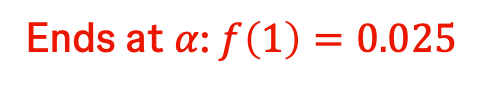 Ends at α: f(1) = 0.025